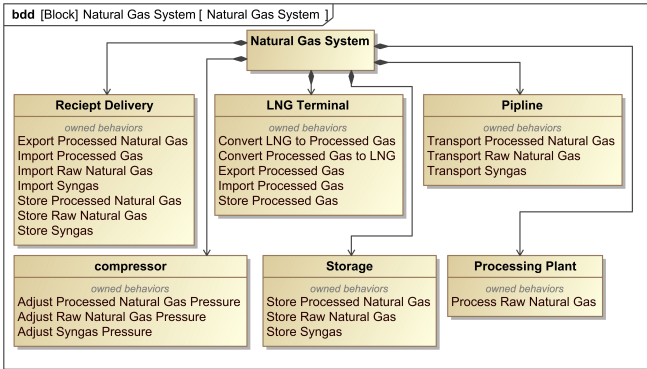 bdd [Block] Natural Gas System [ Natural Gas System ]
Natural Gas System
Reciept Delivery
owned behaviors
Export Processed Natural Gas
Import Processed Gas
Import Raw Natural Gas
Import Syngas
Store Processed Natural Gas
Store Raw Natural Gas
Store Syngas
LNG Terminal
owned behaviors
Convert LNG to Processed Gas
Convert Processed Gas to LNG
Export Processed Gas
Import Processed Gas
Store Processed Gas
Pipline
owned behaviors
Transport Processed Natural Gas
Transport Raw Natural Gas
Transport Syngas
compressor
owned behaviors
Adjust Processed Natural Gas Pressure
Adjust Raw Natural Gas Pressure
Adjust Syngas Pressure
Storage
owned behaviors
Store Processed Natural Gas
Store Raw Natural Gas
Store Syngas
Processing Plant
owned behaviors
Process Raw Natural Gas